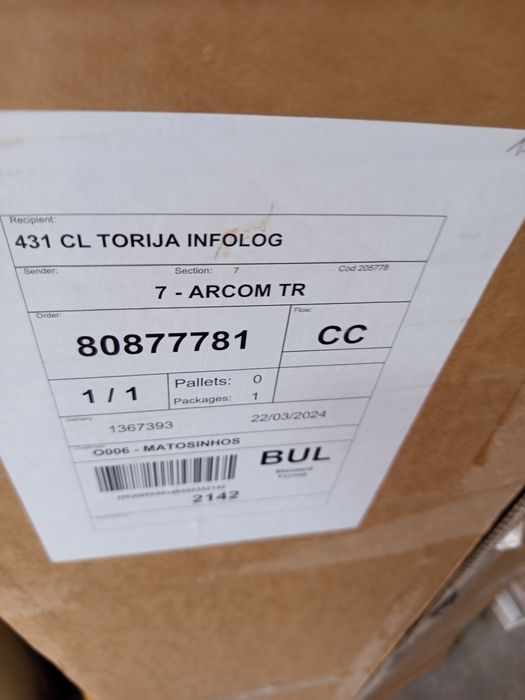 Recipient:
431 CL TORIJA INFOLOG
Sender: Section: 7 Cod 205778
7 - ARCOM TR
Order: Flow:
80877781 CC
1 / 1 Pallets: 0
Packages: 1
Delivery
1367393 22/03/2024
O006 - MATOSINHOS
BUL
Standard
Format
2142